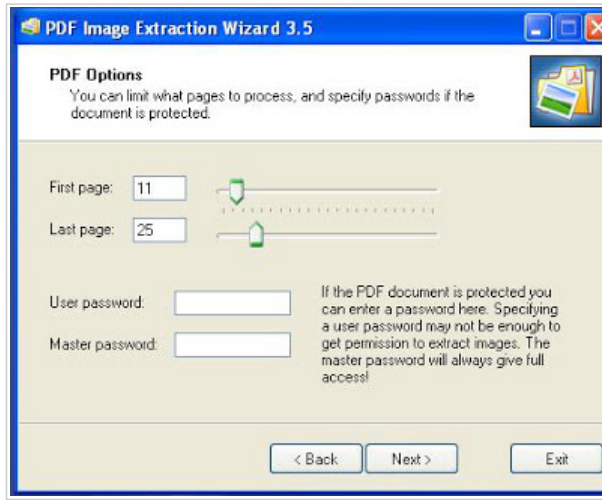 PDF Image Extraction Wizard 3.5
PDF Options
You can limit what pages to process, and specify passwords if the
document is protected.
First page: 11
Last page: 25
User password:
Master password:
If the PDF document is protected you
can enter a password here. Specifying
a user password may not be enough to
get permission to extract images. The
master password will always give full
access!
< Back Next > Exit